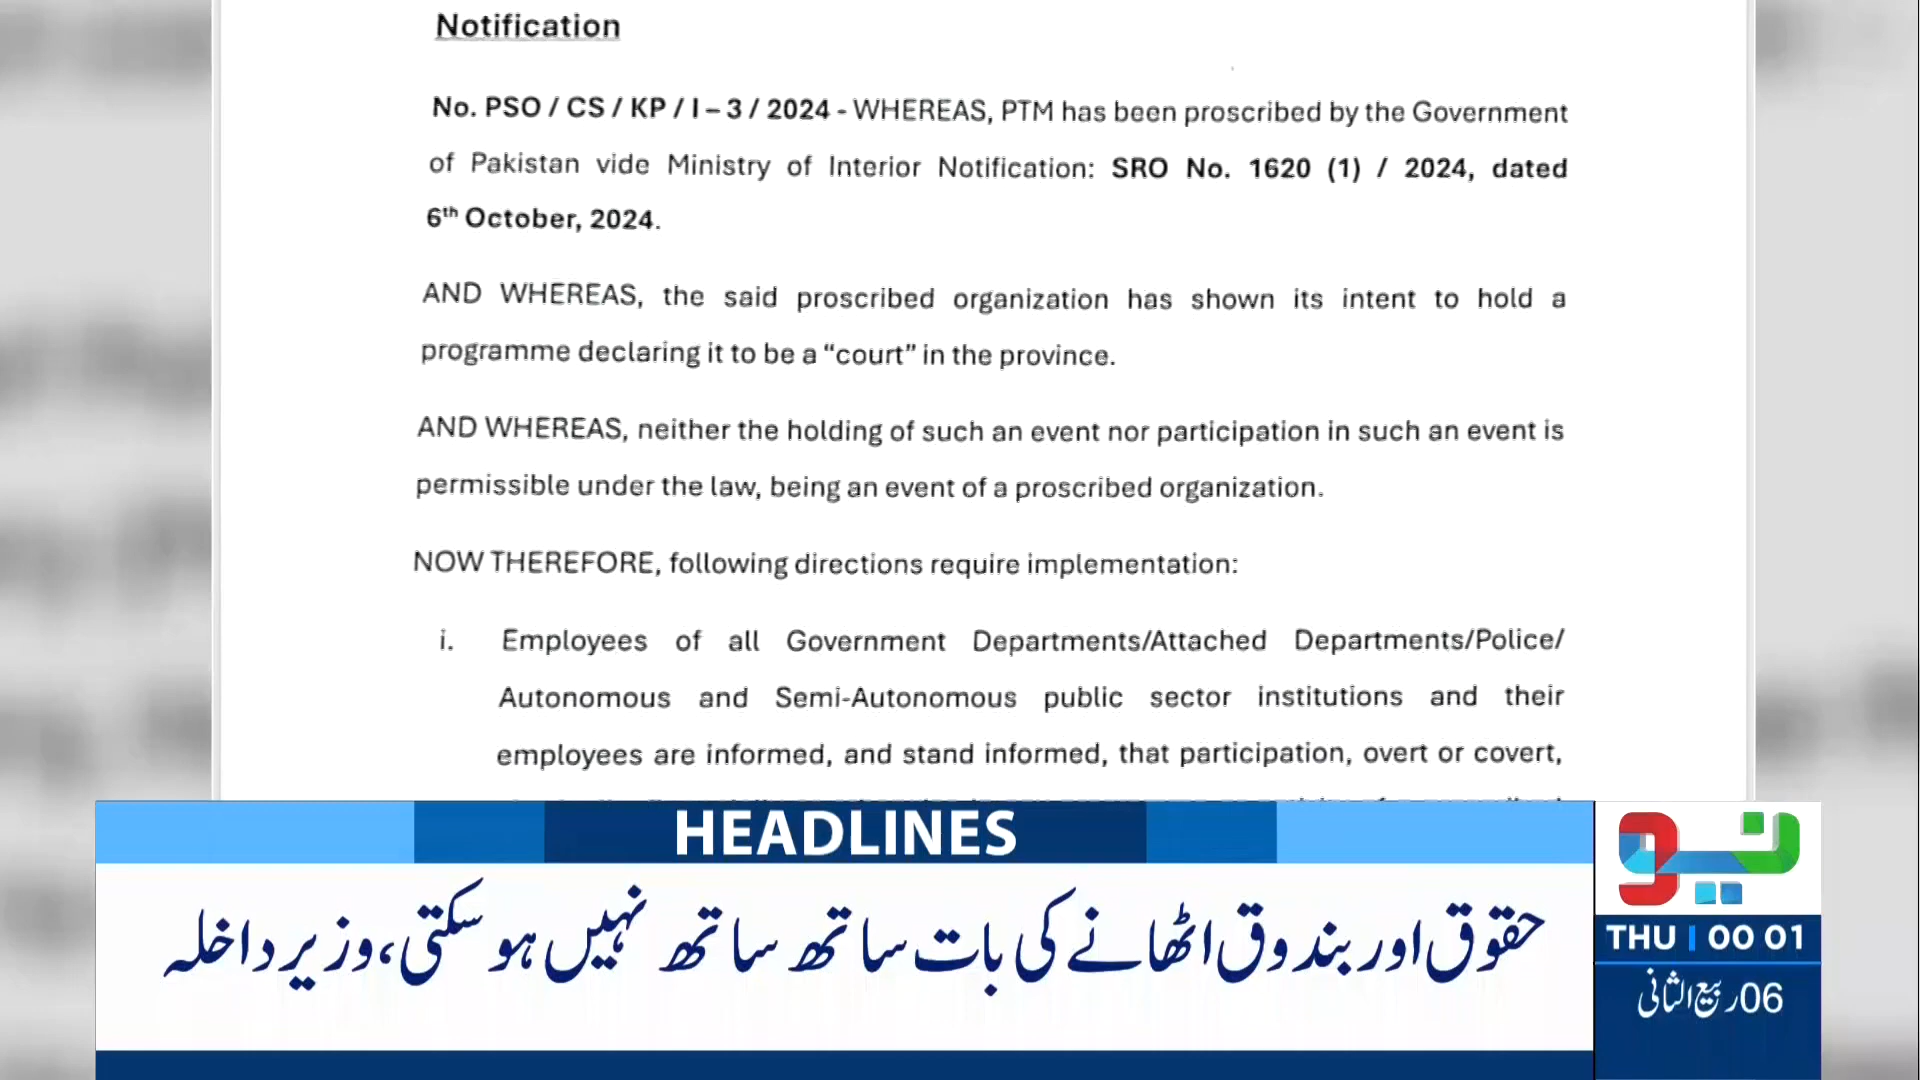 Notification
No. PSO / CS / KP / I – 3 / 2024 - WHEREAS, PTM has been proscribed by the Government
of Pakistan vide Ministry of Interior Notification: SRO No. 1620 (1) / 2024, dated
6th October, 2024.
AND WHEREAS, the said proscribed organization has shown its intent to hold a
programme declaring it to be a “court” in the province.
AND WHEREAS, neither the holding of such an event nor participation in such an event is
permissible under the law, being an event of a proscribed organization.
NOW THEREFORE, following directions require implementation:
i. Employees of all Government Departments/Attached Departments/Police/
Autonomous and Semi-Autonomous public sector institutions and their
employees are informed, and stand informed, that participation, overt or covert,
HEADLINES
حقوق اور بندوق اٹھانے کی بات ساتھ ساتھ نہیں ہو سکتی، وزیر داخلہ
نیو
THU | 00 01
06 ربیع الثانی